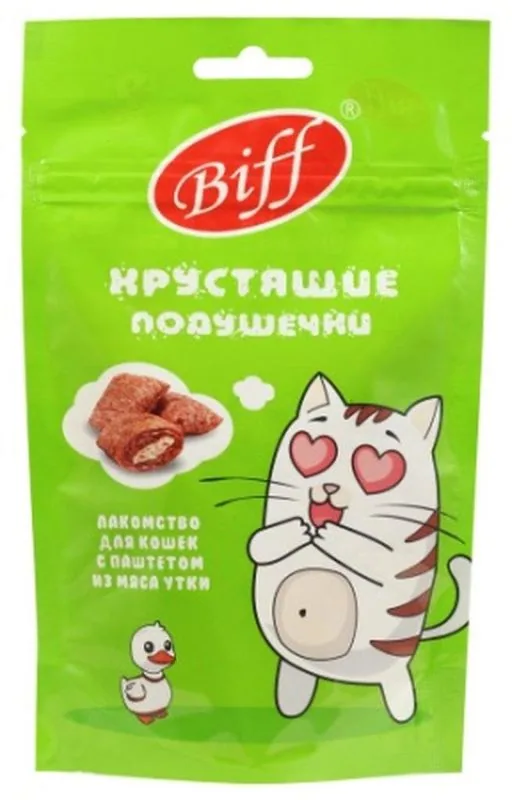 Biff®
ХРУСТЯЩИЕ
ПОДУШЕЧКИ
ЛАКОМСТВО
ДЛЯ КОШЕК
С ПАШТЕТОМ
ИЗ МЯСА УТКИ